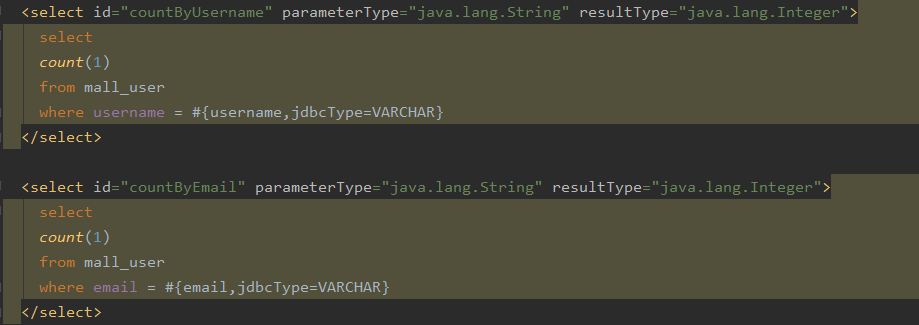 <select id="countByUsername" parameterType="java.lang.String" resultType="java.lang.Integer">
select
count(1)
from mall_user
where username = #{username,jdbcType=VARCHAR}
</select>
<select id="countByEmail" parameterType="java.lang.String" resultType="java.lang.Integer">
select
count(1)
from mall_user
where email = #{email,jdbcType=VARCHAR}
</select>